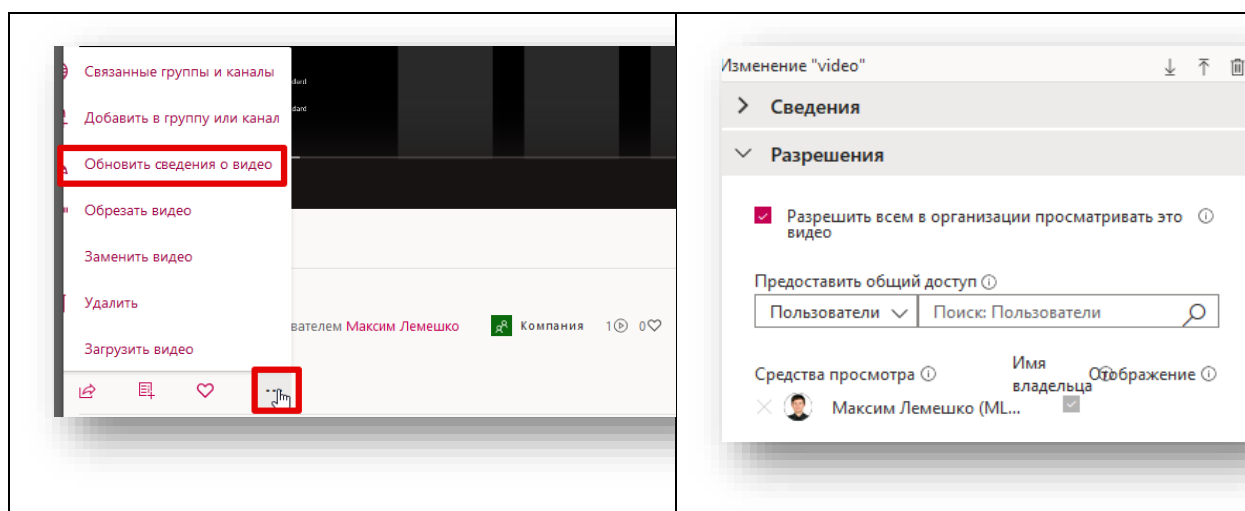 Связанные группы и каналы
dard
Добавить в группу или канал
dard
Обновить сведения о видео
Обрезать видео
Заменить видео
Удалить
вателем Максим Лемешко Компания 1 0
Загрузить видео
Изменение "video"
Сведения
Разрешения
Разрешить всем в организации просматривать это
видео
Предоставить общий доступ
Пользователи Поиск: Пользователи
Средства просмотра Имя
владельца Отображение
Максим Лемешко (ML...